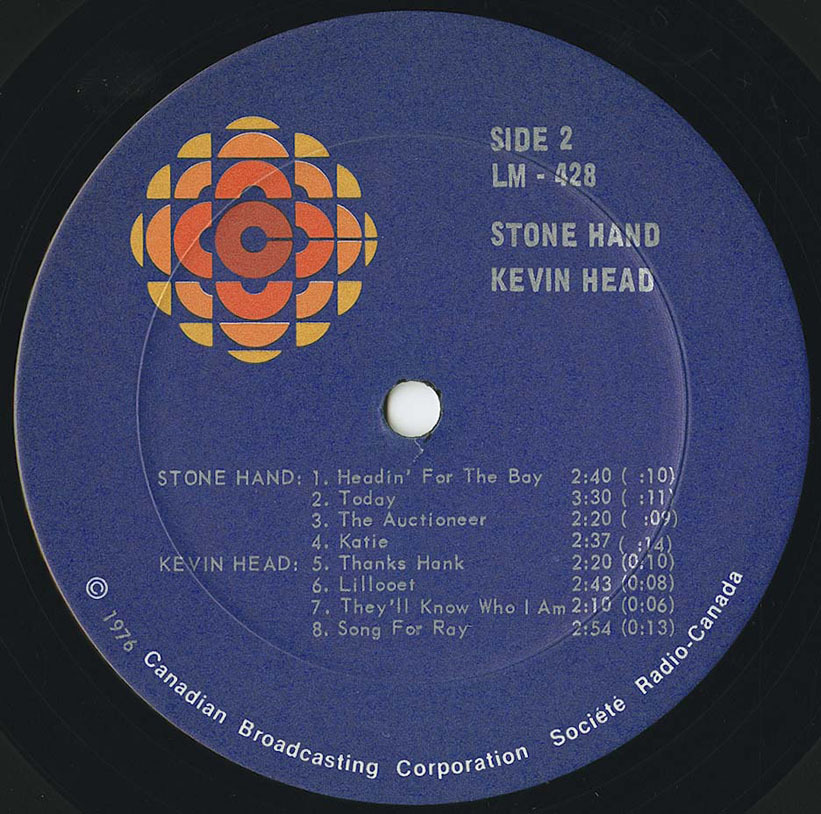 SIDE 2
LM - 428
STONE HAND
KEVIN HEAD
STONE HAND: 1. Headin' For The Bay 2:40 ( :10)
2. Today 3:30 ( :11)
3. The Auctioneer 2:20 ( :09)
4. Katie 2:37 ( :14)
KEVIN HEAD: 5. Thanks Hank 2:20 (0:10)
6. Lillooet 2:43 (0:08)
7. They'll Know Who I Am 2:10 (0:06)
8. Song For Ray 2:54 (0:13)
© 1976 Canadian Broadcasting Corporation Société Radio-Canada